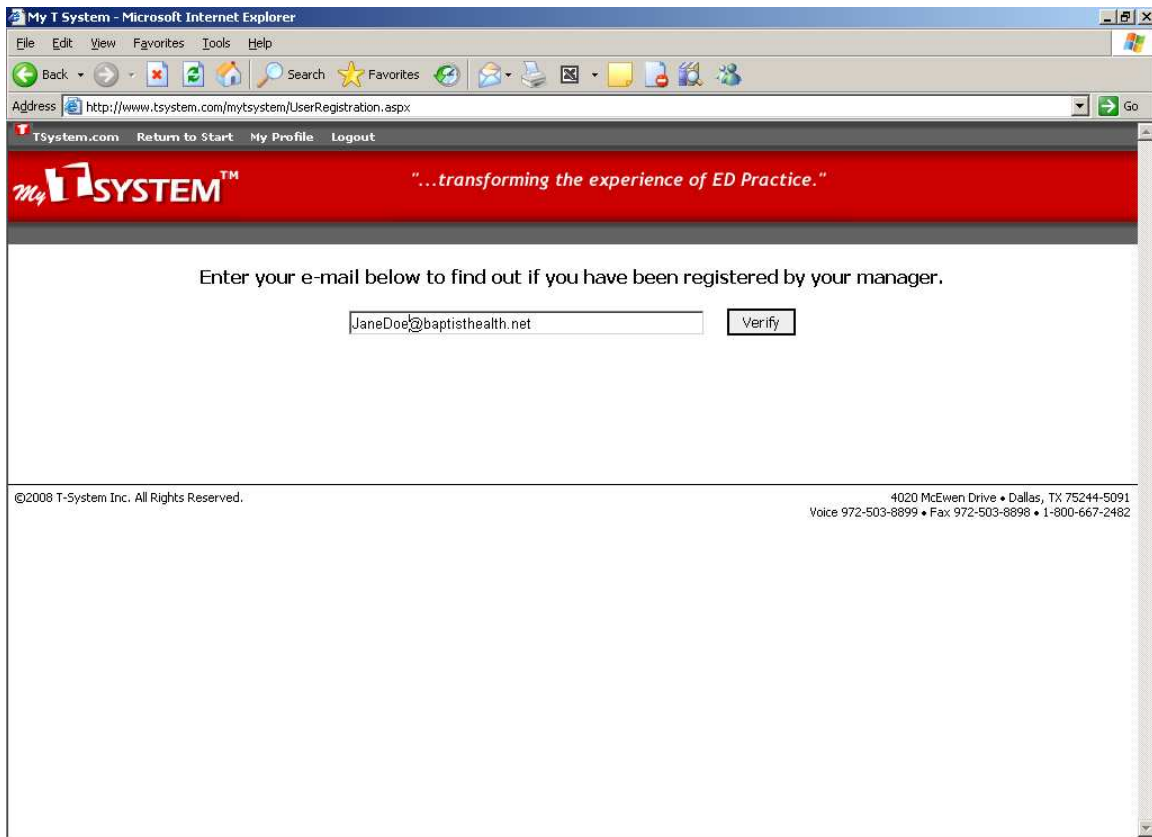 My T System - Microsoft Internet Explorer
File Edit View Favorites Tools Help
Back Search Favorites
Address http://www.tsystem.com/mytsystem/UserRegistration.aspx Go
T TSystem.com Return to Start My Profile Logout
My T SYSTEM™ "...transforming the experience of ED Practice."
Enter your e-mail below to find out if you have been registered by your manager.
JaneDoe@baptisthealth.net Verify
©2008 T-System Inc. All Rights Reserved. 4020 McEwen Drive • Dallas, TX 75244-5091
Voice 972-503-8899 • Fax 972-503-8898 • 1-800-667-2482